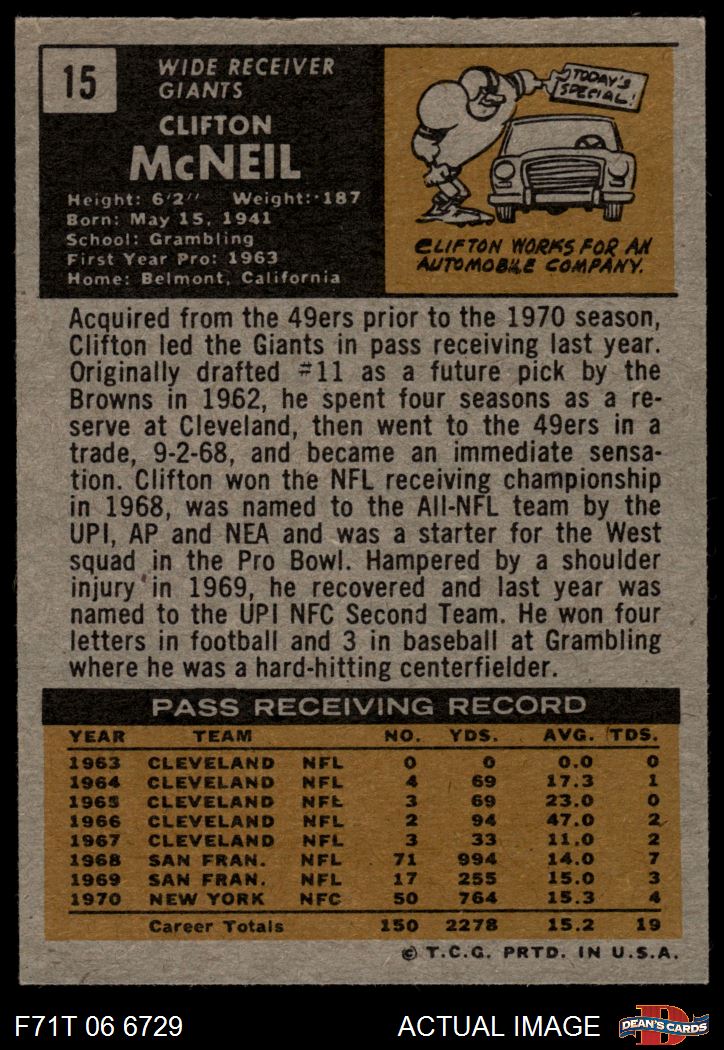 15
WIDE RECEIVER
GIANTS
CLIFTON
McNEIL
Height: 6'2" Weight: 187
Born: May 15, 1941
School: Grambling
First Year Pro: 1963
Home: Belmont, California
TODAY'S
SPECIAL!
CLIFTON WORKS FOR AN
AUTOMOBILE COMPANY.
Acquired from the 49ers prior to the 1970 season,
Clifton led the Giants in pass receiving last year.
Originally drafted #11 as a future pick by the
Browns in 1962, he spent four seasons as a re-
serve at Cleveland, then went to the 49ers in a
trade, 9-2-68, and became an immediate sensa-
tion. Clifton won the NFL receiving championship
in 1968, was named to the All-NFL team by the
UPI, AP and NEA and was a starter for the West
squad in the Pro Bowl. Hampered by a shoulder
injury in 1969, he recovered and last year was
named to the UPI NFC Second Team. He won four
letters in football and 3 in baseball at Grambling
where he was a hard-hitting centerfielder.
PASS RECEIVING RECORD
YEAR TEAM NO. YDS. AVG. TDS.
1963 CLEVELAND NFL 0 0 0.0 0
1964 CLEVELAND NFL 4 69 17.3 1
1965 CLEVELAND NFL 3 69 23.0 0
1966 CLEVELAND NFL 2 94 47.0 2
1967 CLEVELAND NFL 3 33 11.0 2
1968 SAN FRAN. NFL 71 994 14.0 7
1969 SAN FRAN. NFL 17 255 15.0 3
1970 NEW YORK NFC 50 764 15.3 4
Career Totals 150 2278 15.2 19
© T.C.G. PRTD. IN U.S.A.
F71T 06 6729 ACTUAL IMAGE D DEAN'S CARDS